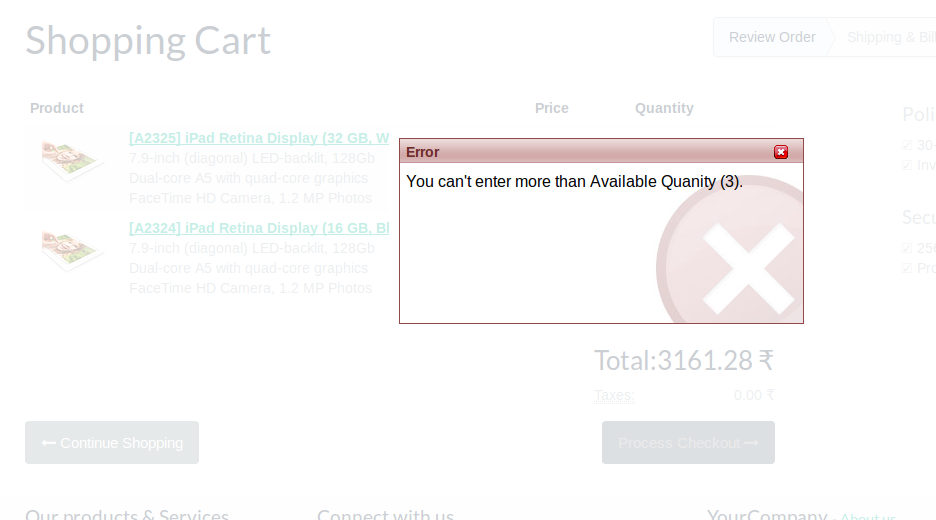 Shopping Cart
Review Order
Shipping & Bil
Product Price Quantity
[A2325] iPad Retina Display (32 GB, W
7.9-inch (diagonal) LED-backlit, 128Gb
Dual-core A5 with quad-core graphics
FaceTime HD Camera, 1.2 MP Photos
Error
You can't enter more than Available Quanity (3).
[A2324] iPad Retina Display (16 GB, Bl
7.9-inch (diagonal) LED-backlit, 128Gb
Dual-core A5 with quad-core graphics
FaceTime HD Camera, 1.2 MP Photos
Poli
30-
Inv
Secu
256
Pro
Total:3161.28 ₹
Taxes: 0.00 ₹
Continue Shopping
Process Checkout
Our products & Services
Connect with us
YourCompany - About us